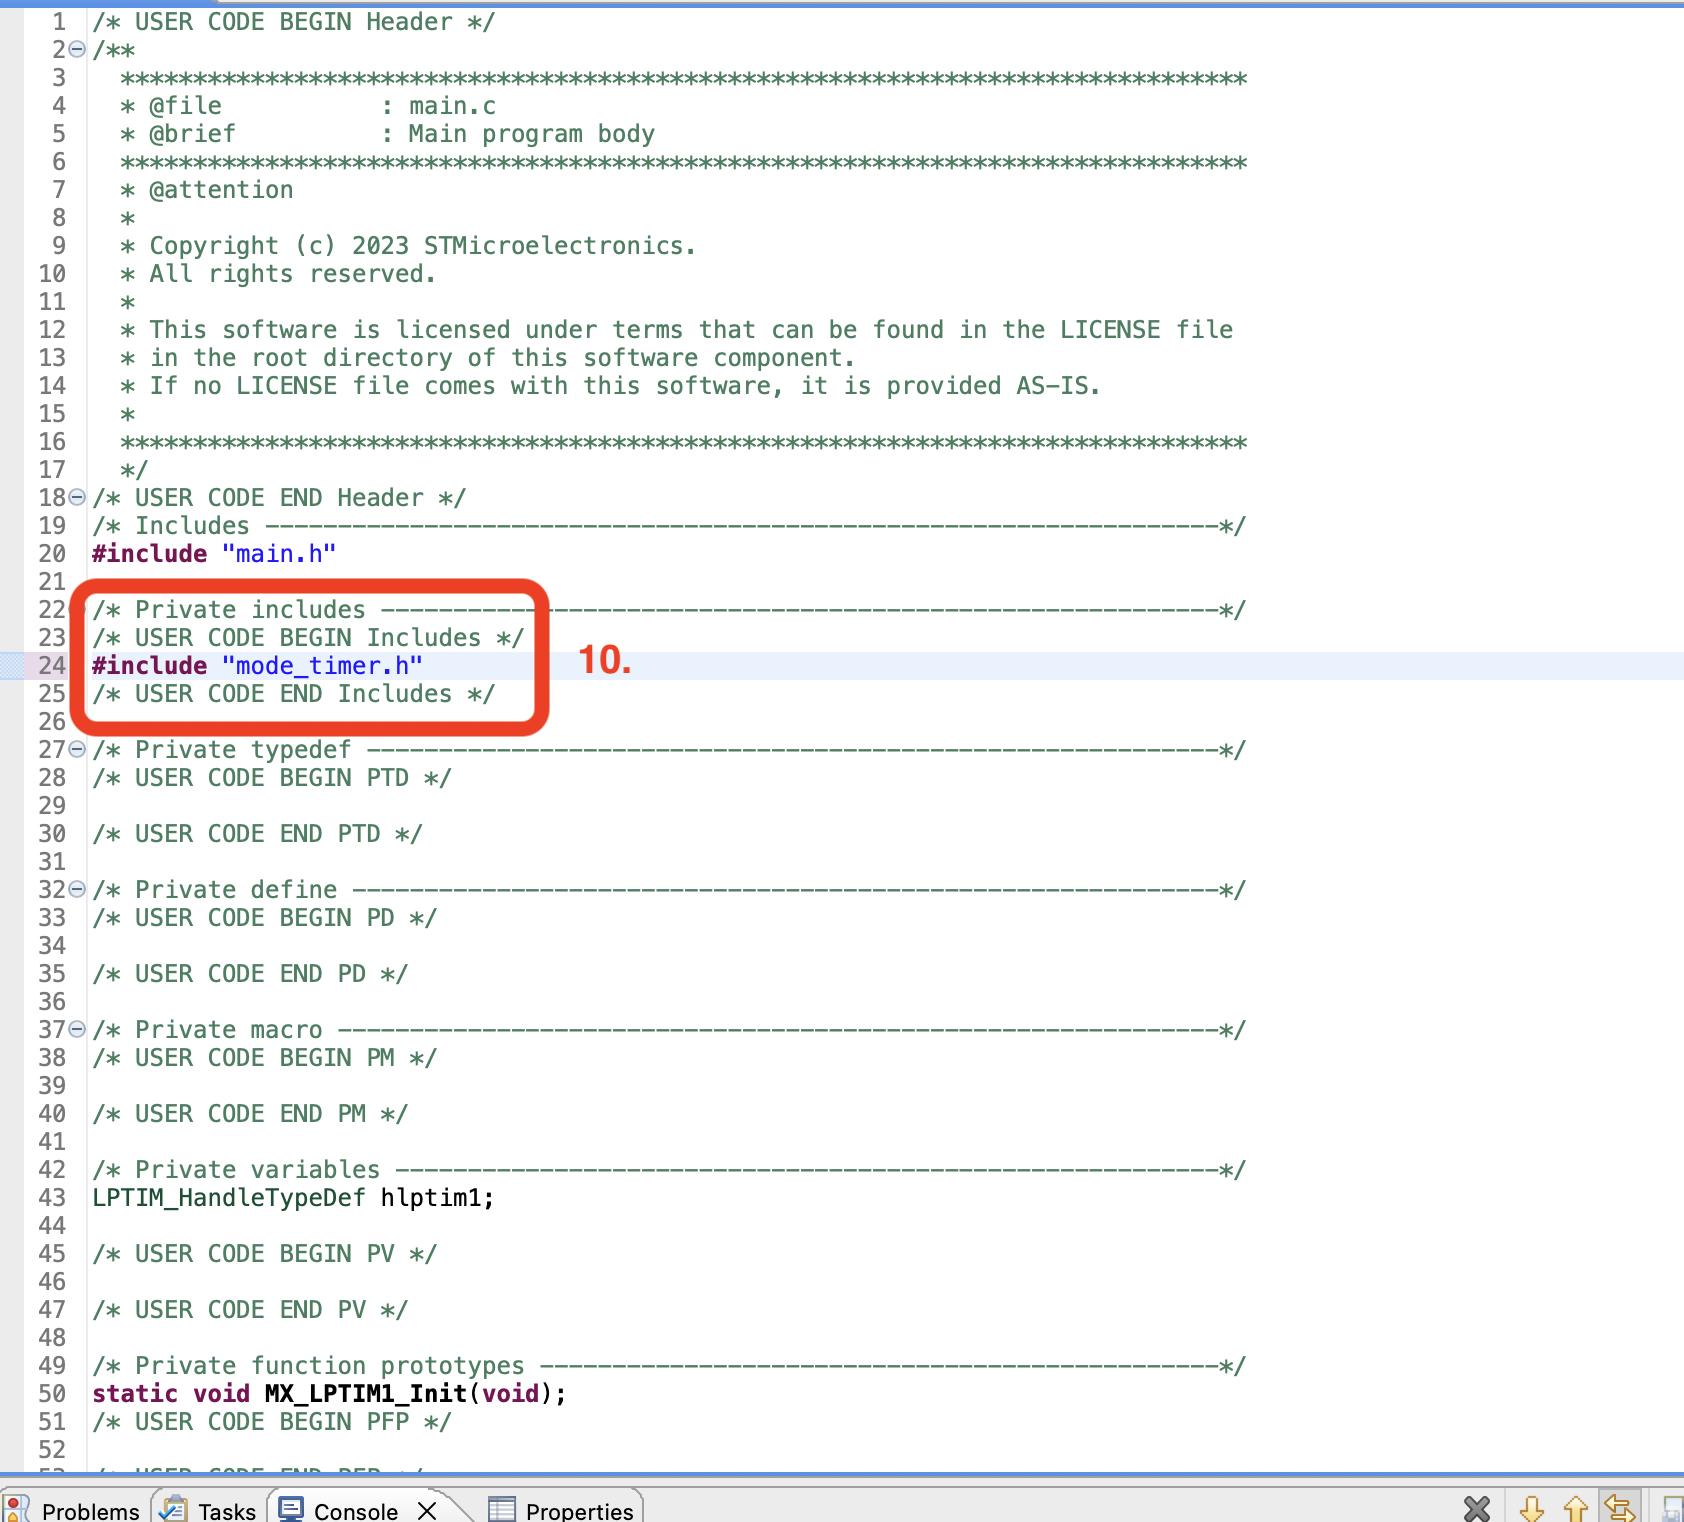 1 /* USER CODE BEGIN Header */
2 /**
3 ******************************************************************************
4 * @file : main.c
5 * @brief : Main program body
6 ******************************************************************************
7 * @attention
8 *
9 * Copyright (c) 2023 STMicroelectronics.
10 * All rights reserved.
11 *
12 * This software is licensed under terms that can be found in the LICENSE file
13 * in the root directory of this software component.
14 * If no LICENSE file comes with this software, it is provided AS-IS.
15 *
16 ******************************************************************************
17 */
18 /* USER CODE END Header */
19 /* Includes ------------------------------------------------------------------*/
20 #include "main.h"
21
22 /* Private includes ----------------------------------------------------------*/
23 /* USER CODE BEGIN Includes */
24 #include "mode_timer.h" 10.
25 /* USER CODE END Includes */
26
27 /* Private typedef -----------------------------------------------------------*/
28 /* USER CODE BEGIN PTD */
29
30 /* USER CODE END PTD */
31
32 /* Private define ------------------------------------------------------------*/
33 /* USER CODE BEGIN PD */
34
35 /* USER CODE END PD */
36
37 /* Private macro -------------------------------------------------------------*/
38 /* USER CODE BEGIN PM */
39
40 /* USER CODE END PM */
41
42 /* Private variables ---------------------------------------------------------*/
43 LPTIM_HandleTypeDef hlptim1;
44
45 /* USER CODE BEGIN PV */
46
47 /* USER CODE END PV */
48
49 /* Private function prototypes -----------------------------------------------*/
50 static void MX_LPTIM1_Init(void);
51 /* USER CODE BEGIN PFP */
52
53 /* USER CODE END PFP */
Problems Tasks Console Properties